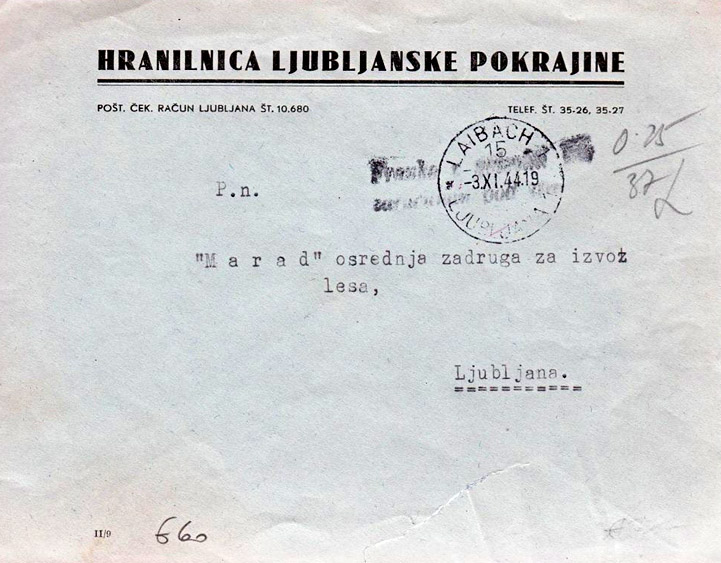 HRANILNICA LJUBLJANSKE POKRAJINE
POŠT. ČEK. RAČUN LJUBLJANA ŠT. 10.680
TELEF. ŠT. 35-26, 35-27
LAIBACH
15
-3.XI.44.19
LJUBLJANA
0.25
37
P.n.
"M a r a d" osrednja zadruga za izvoz
lesa,
Ljubljana.
II/9
660